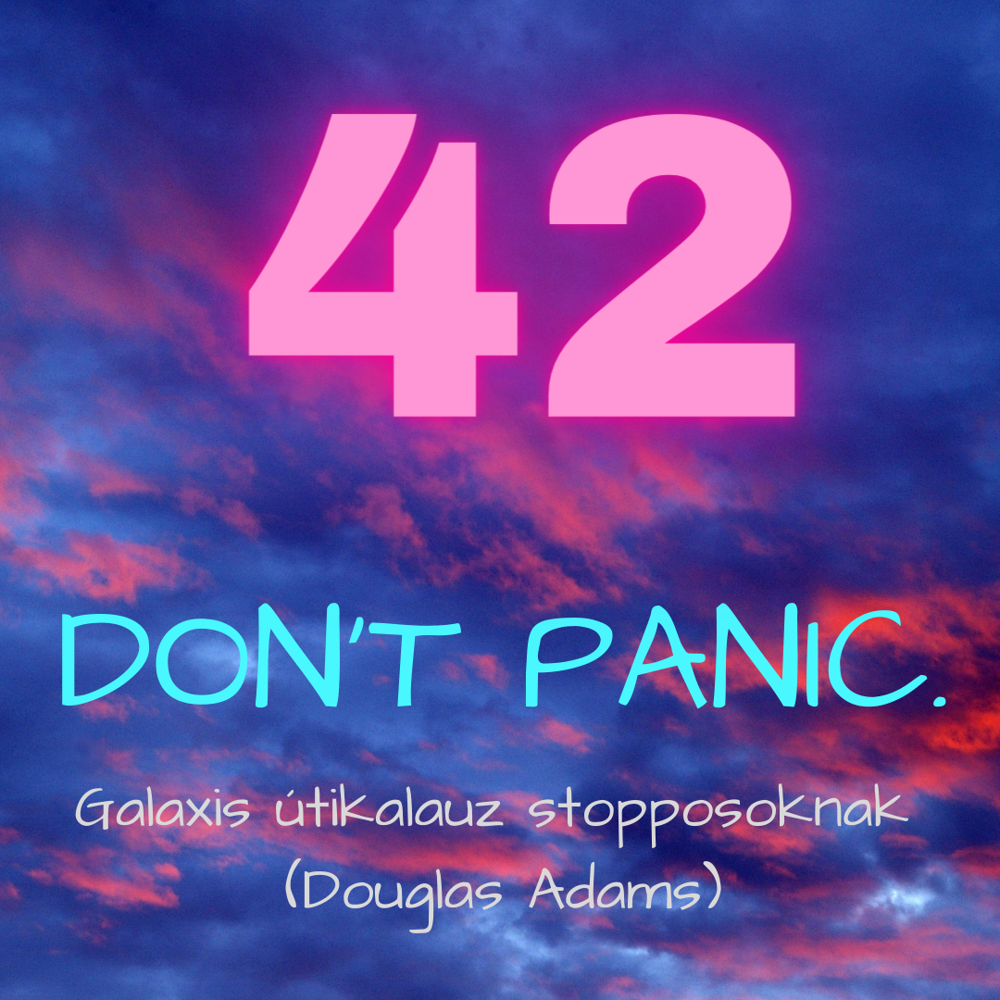 42
DON'T PANIC.
Galaxis útikalauz stopposoknak
(Douglas Adams)